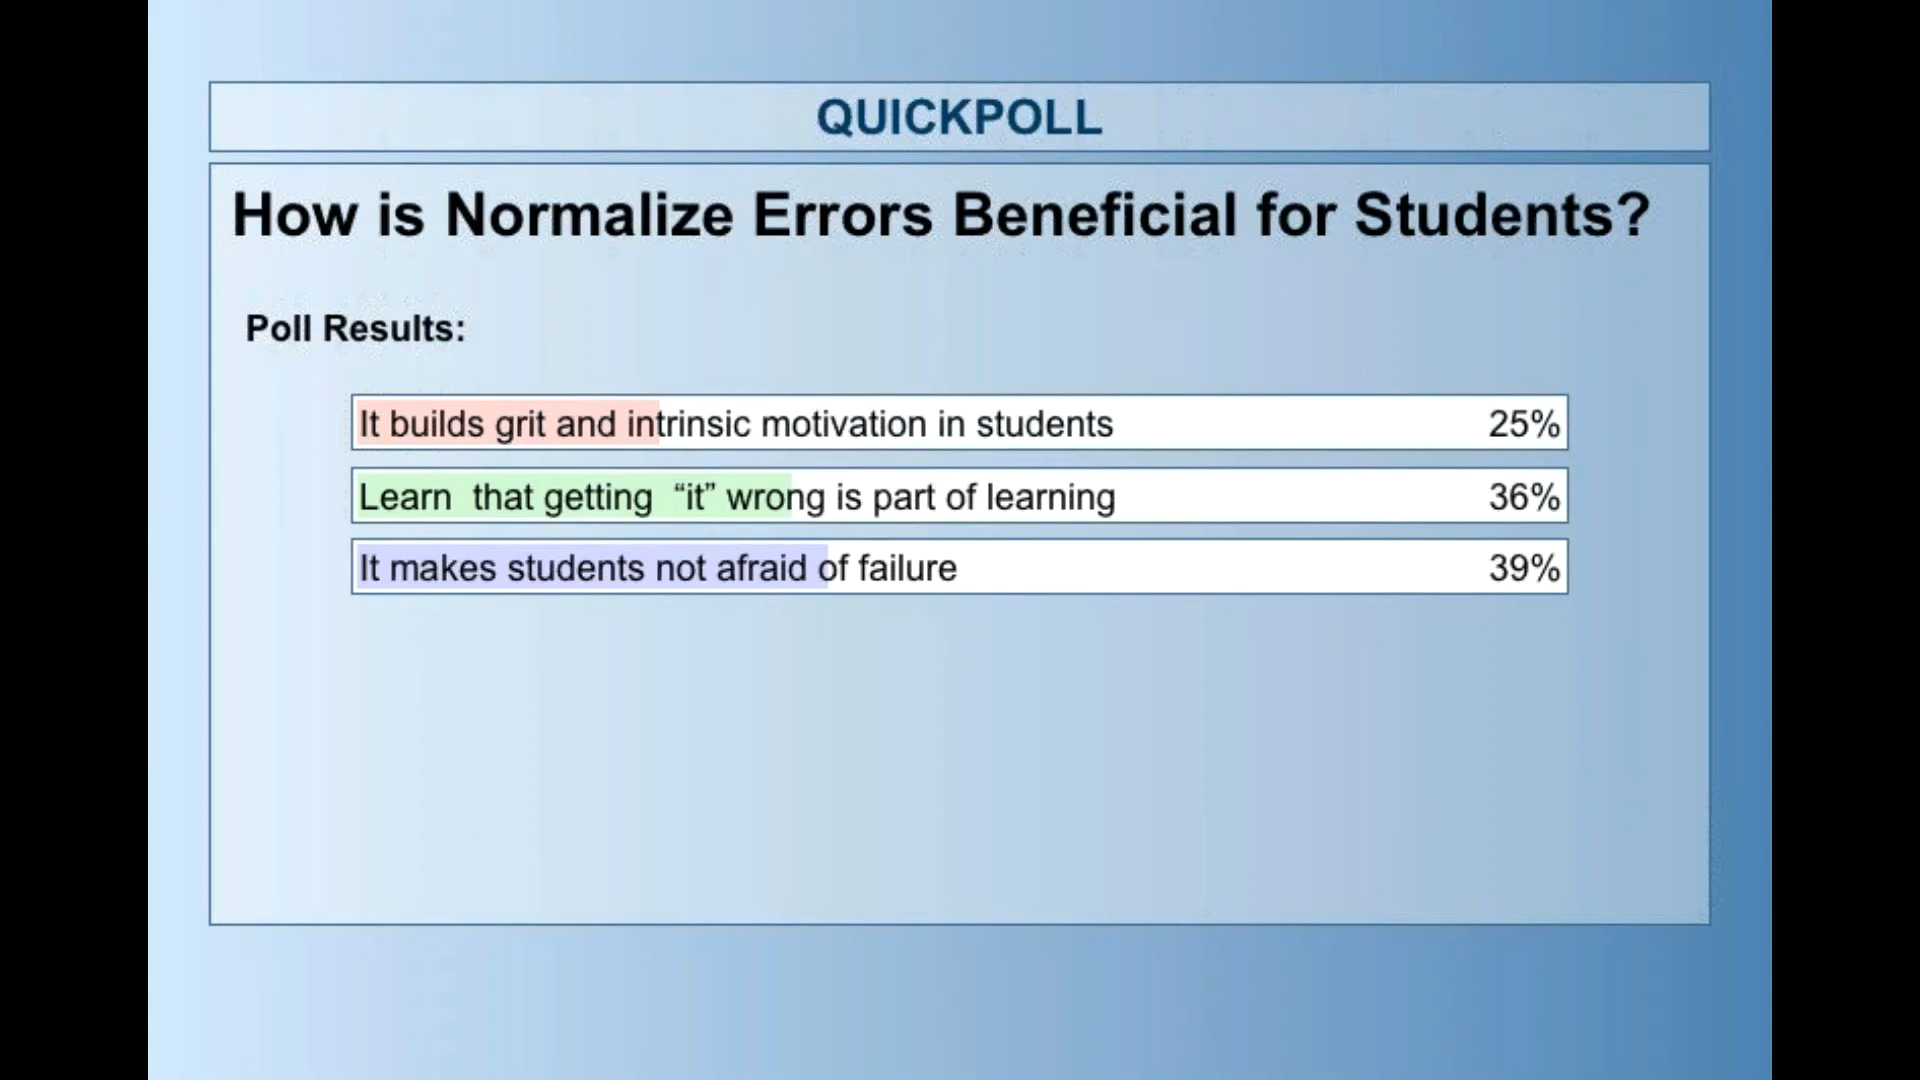 QUICKPOLL
How is Normalize Errors Beneficial for Students?
Poll Results:
It builds grit and intrinsic motivation in students 25%
Learn  that getting  “it” wrong is part of learning 36%
It makes students not afraid of failure 39%